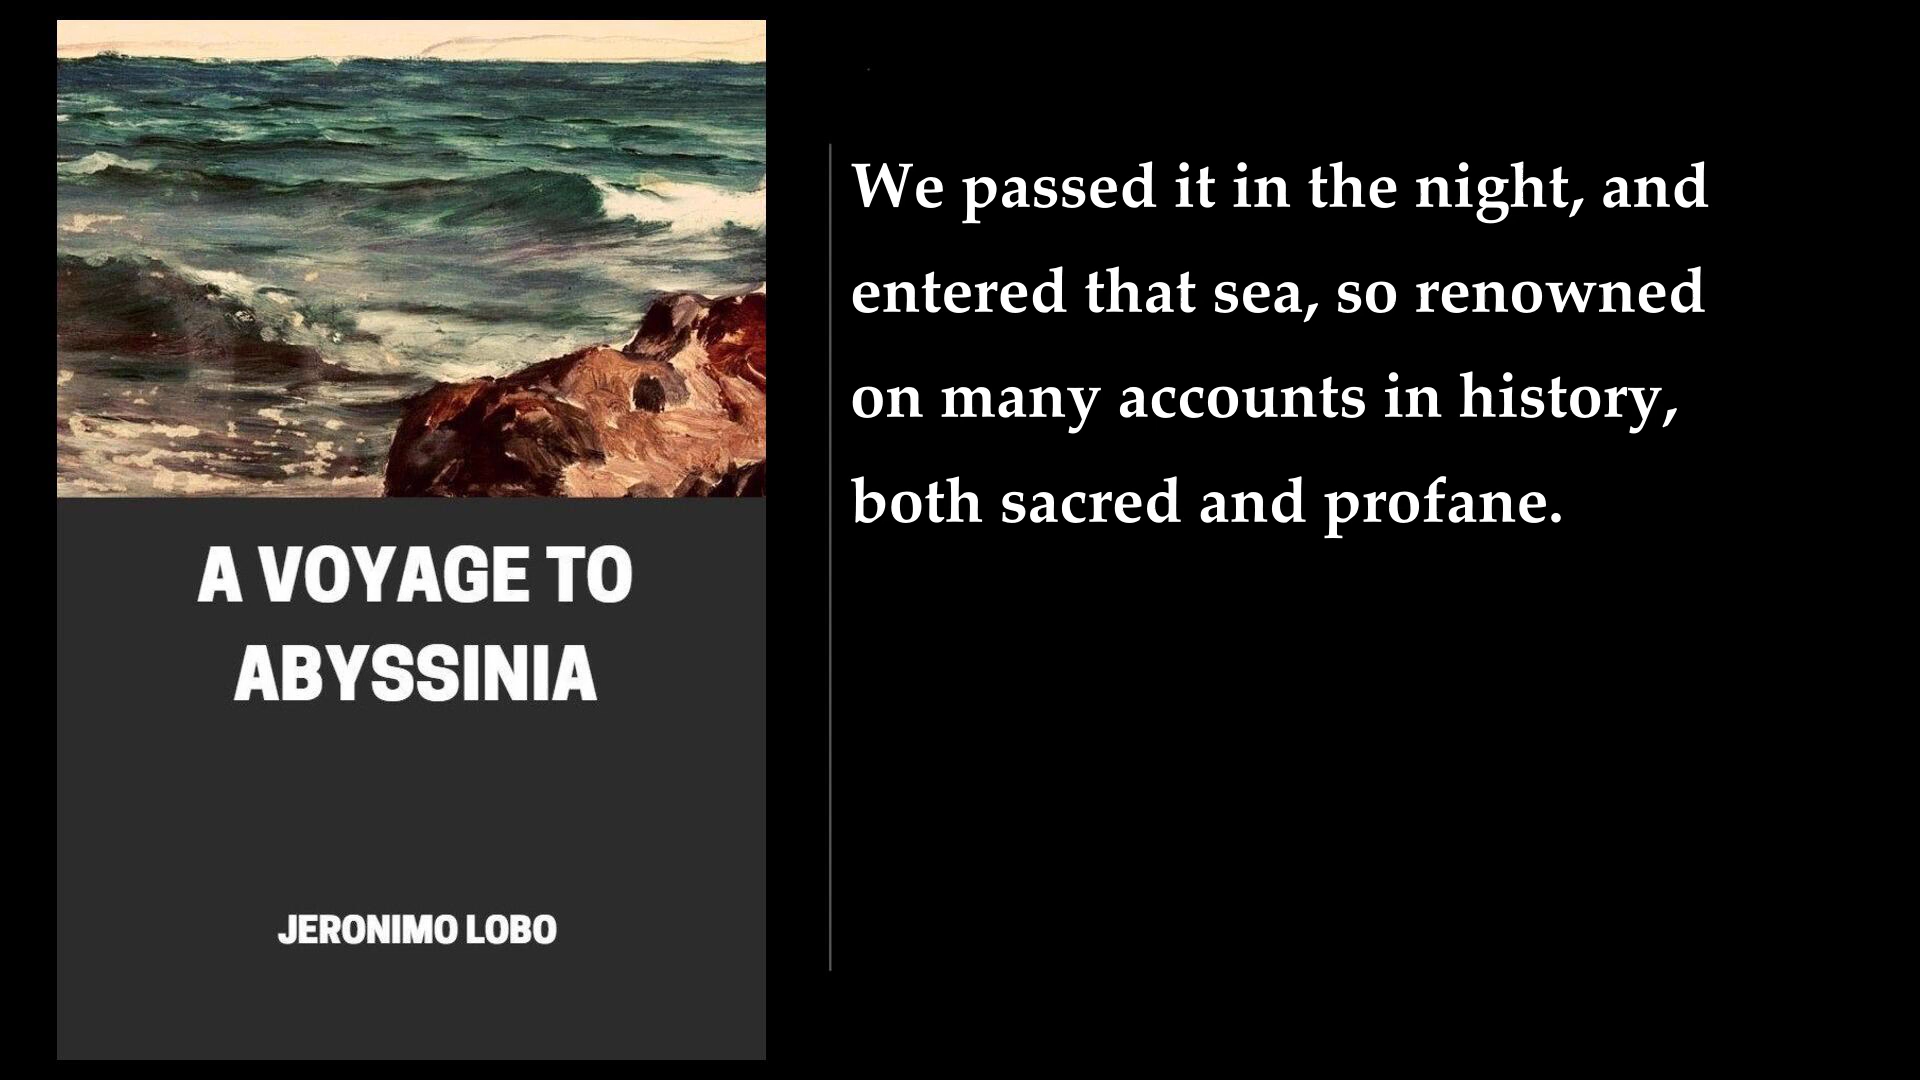 A VOYAGE TO
ABYSSINIA
JERONIMO LOBO
We passed it in the night, and
entered that sea, so renowned
on many accounts in history,
both sacred and profane.